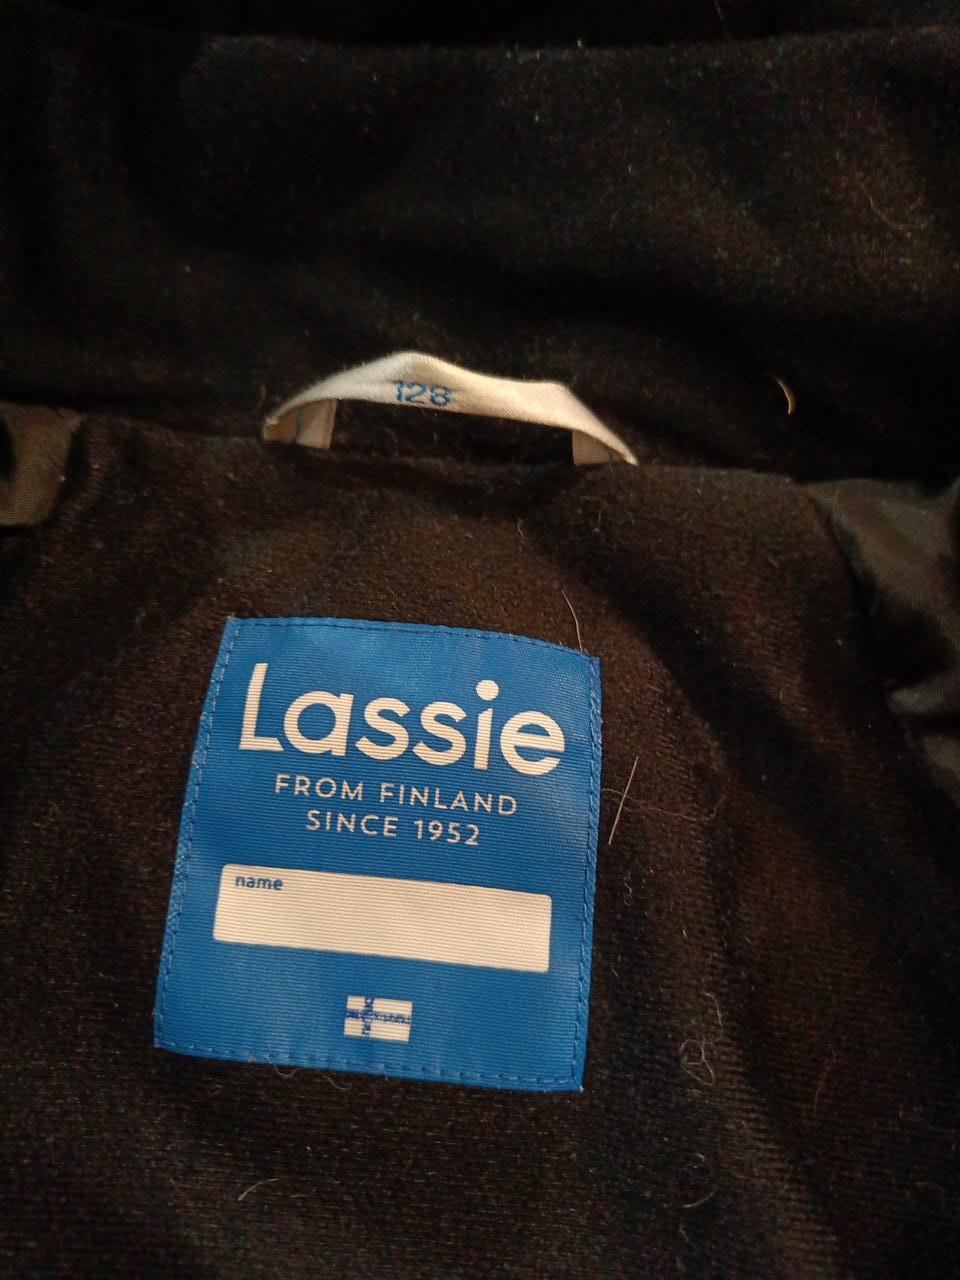 128
Lassie
FROM FINLAND
SINCE 1952
name